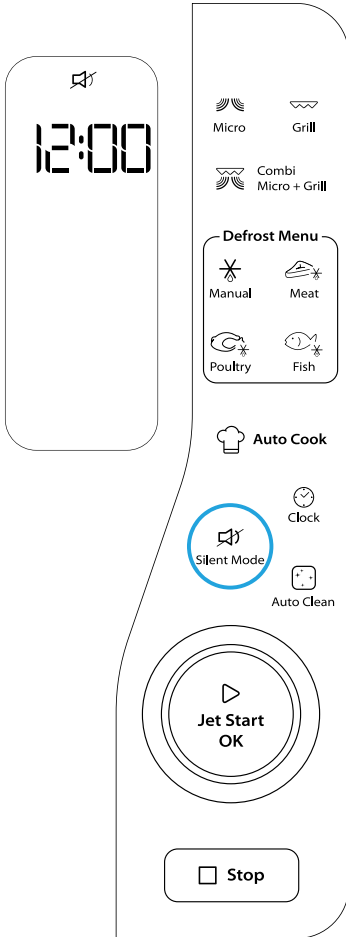 12:00
Micro
Grill
Combi
Micro + Grill
Defrost Menu
Manual
Meat
Poultry
Fish
Auto Cook
Clock
Silent Mode
Auto Clean
Jet Start
OK
Stop